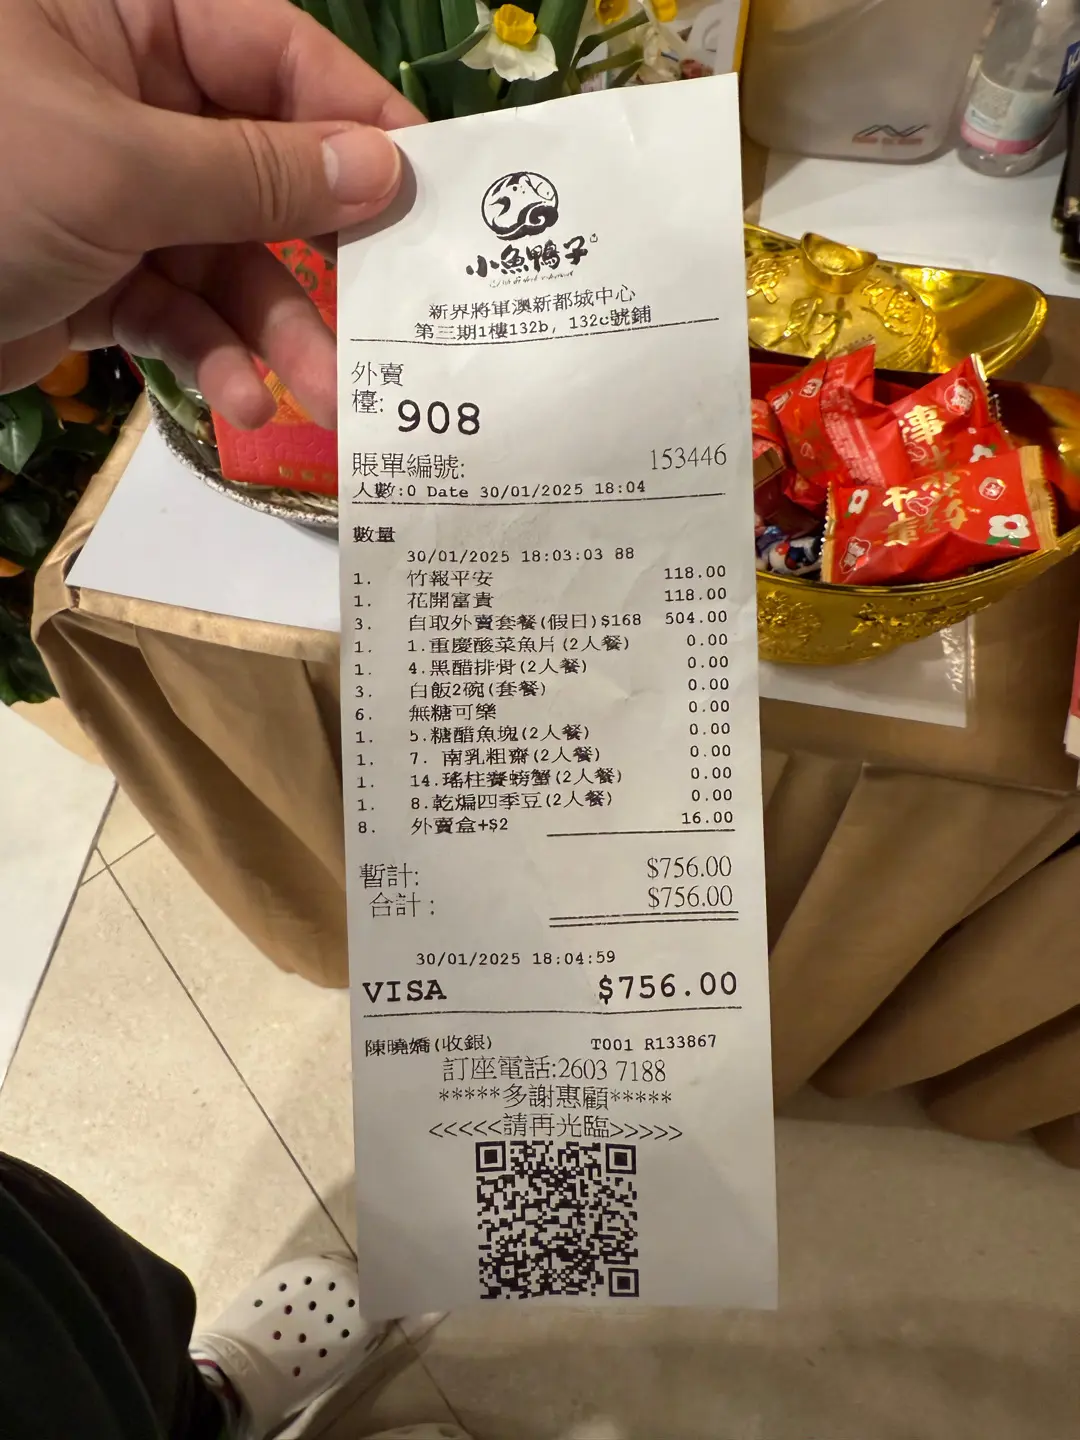 小魚鴨子
新界將軍澳新都城中心
第三期1樓132b, 132c號鋪
外賣
檯: 908
賬單編號: 153446
人數:0 Date 30/01/2025 18:04
數量
30/01/2025 18:03:03 88
1. 竹報平安 118.00
1. 花開富貴 118.00
3. 自取外賣套餐(假日)$168 504.00
1. 1.重慶酸菜魚片(2人餐) 0.00
1. 4.黑醋排骨(2人餐) 0.00
3. 白飯2碗(套餐) 0.00
6. 無糖可樂 0.00
1. 5.糖醋魚塊(2人餐) 0.00
1. 7. 南乳粗齋(2人餐) 0.00
1. 14.瑤柱賽螃蟹(2人餐) 0.00
1. 8.乾煸四季豆(2人餐) 0.00
8. 外賣盒+$2 16.00
暫計: $756.00
合計: $756.00
30/01/2025 18:04:59
VISA $756.00
陳曉嬌(收銀) T001 R133867
訂座電話:2603 7188
*****多謝惠顧*****
<<<<<請再光臨>>>>>